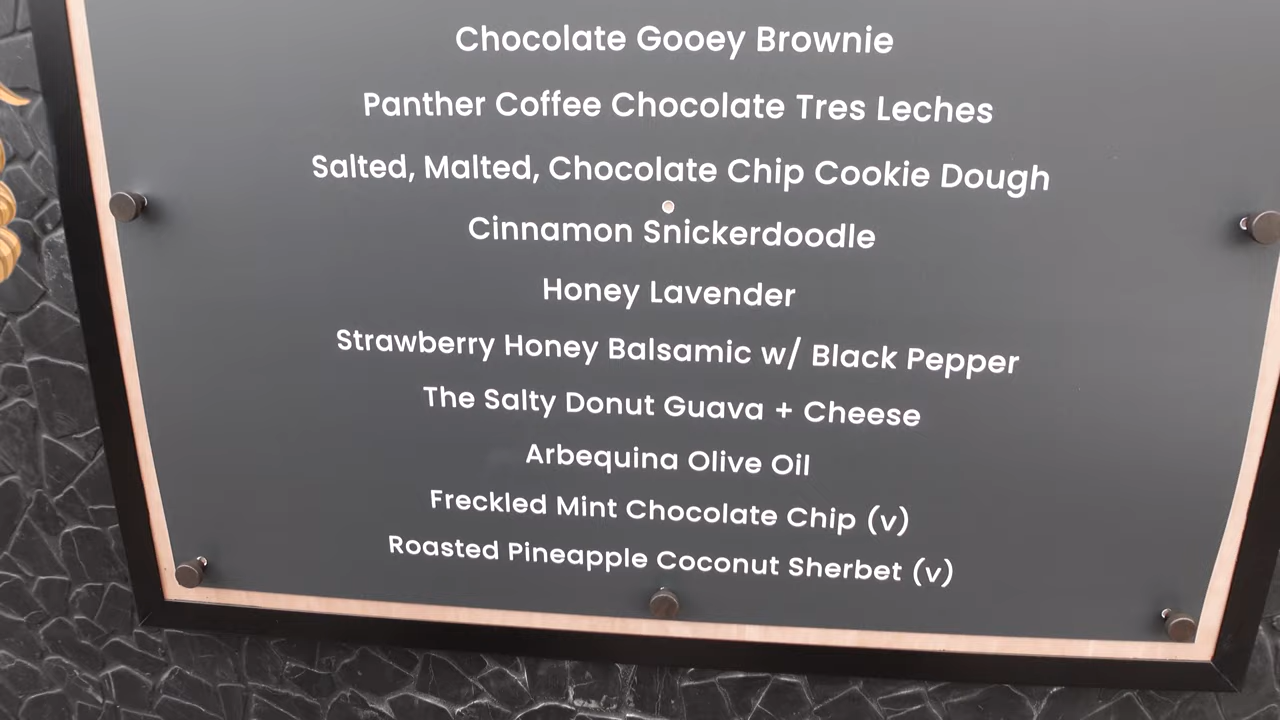 Chocolate Gooey Brownie
Panther Coffee Chocolate Tres Leches
Salted, Malted, Chocolate Chip Cookie Dough
Cinnamon Snickerdoodle
Honey Lavender
Strawberry Honey Balsamic w/ Black Pepper
The Salty Donut Guava + Cheese
Arbequina Olive Oil
Freckled Mint Chocolate Chip (v)
Roasted Pineapple Coconut Sherbet (v)